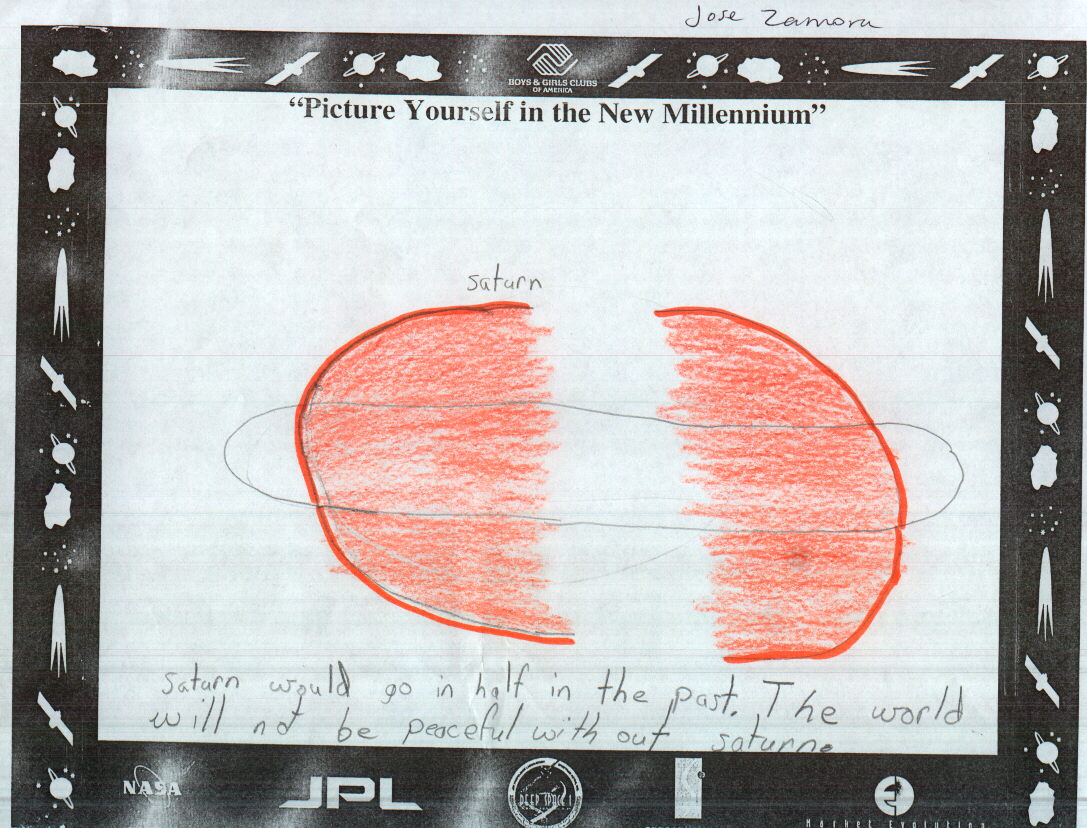 Jose Zamora
BOYS & GIRLS CLUBS
OF AMERICA
“Picture Yourself in the New Millennium”
saturn
Saturn would go in half in the past. The world
will not be peaceful with out saturn.
NASA
JPL
DEEP SPACE 1
Market Evolution